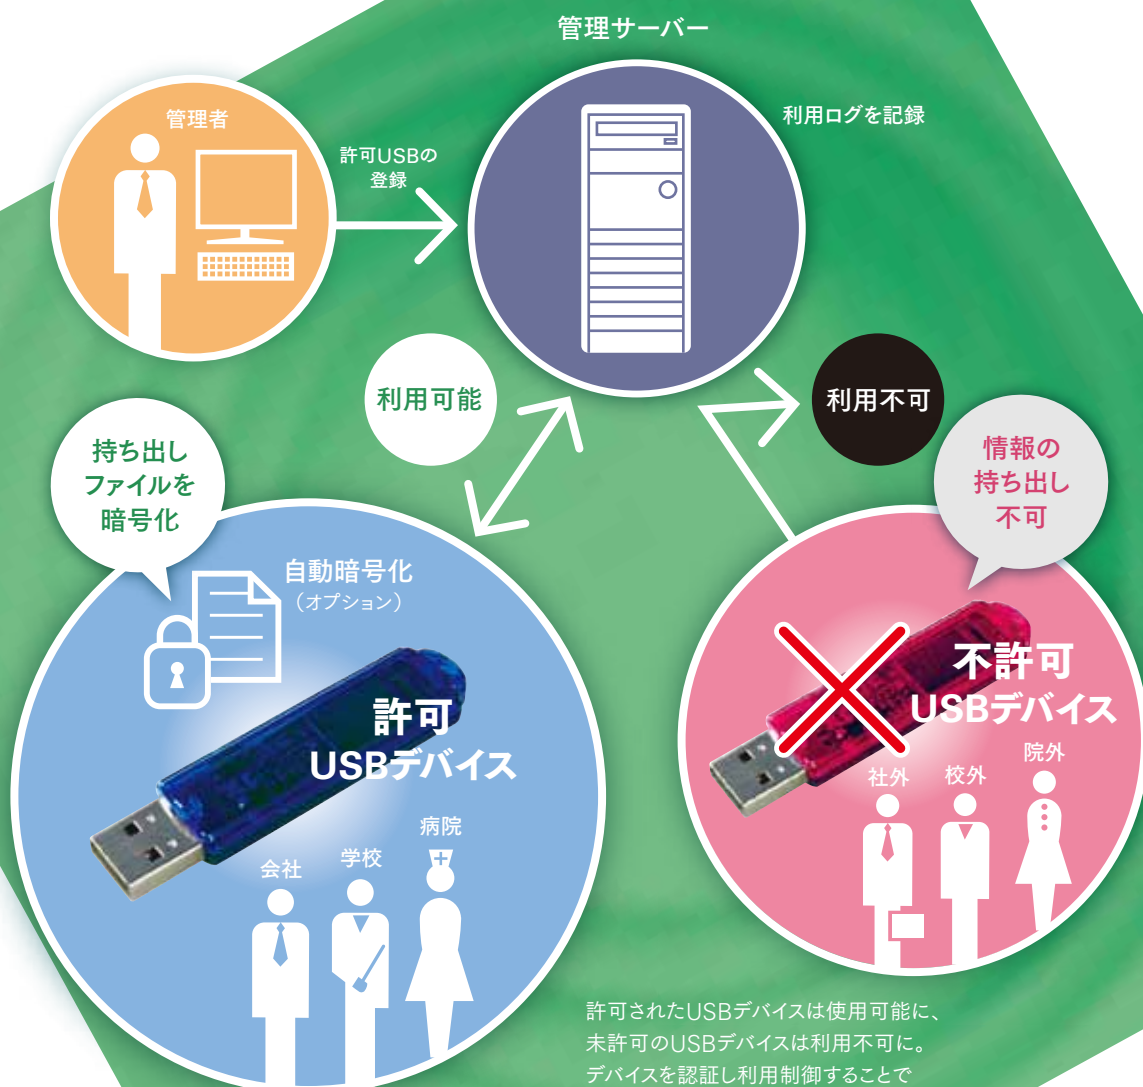 管理サーバー
管理者
利用ログを記録
許可USBの
登録
利用可能
利用不可
持ち出し
ファイルを
暗号化
情報の
持ち出し
不可
自動暗号化
（オプション）
許可
USBデバイス
不許可
USBデバイス
社外
校外
院外
会社
学校
病院
許可されたUSBデバイスは使用可能に、
未許可のUSBデバイスは利用不可に。
デバイスを認証し利用制御することで